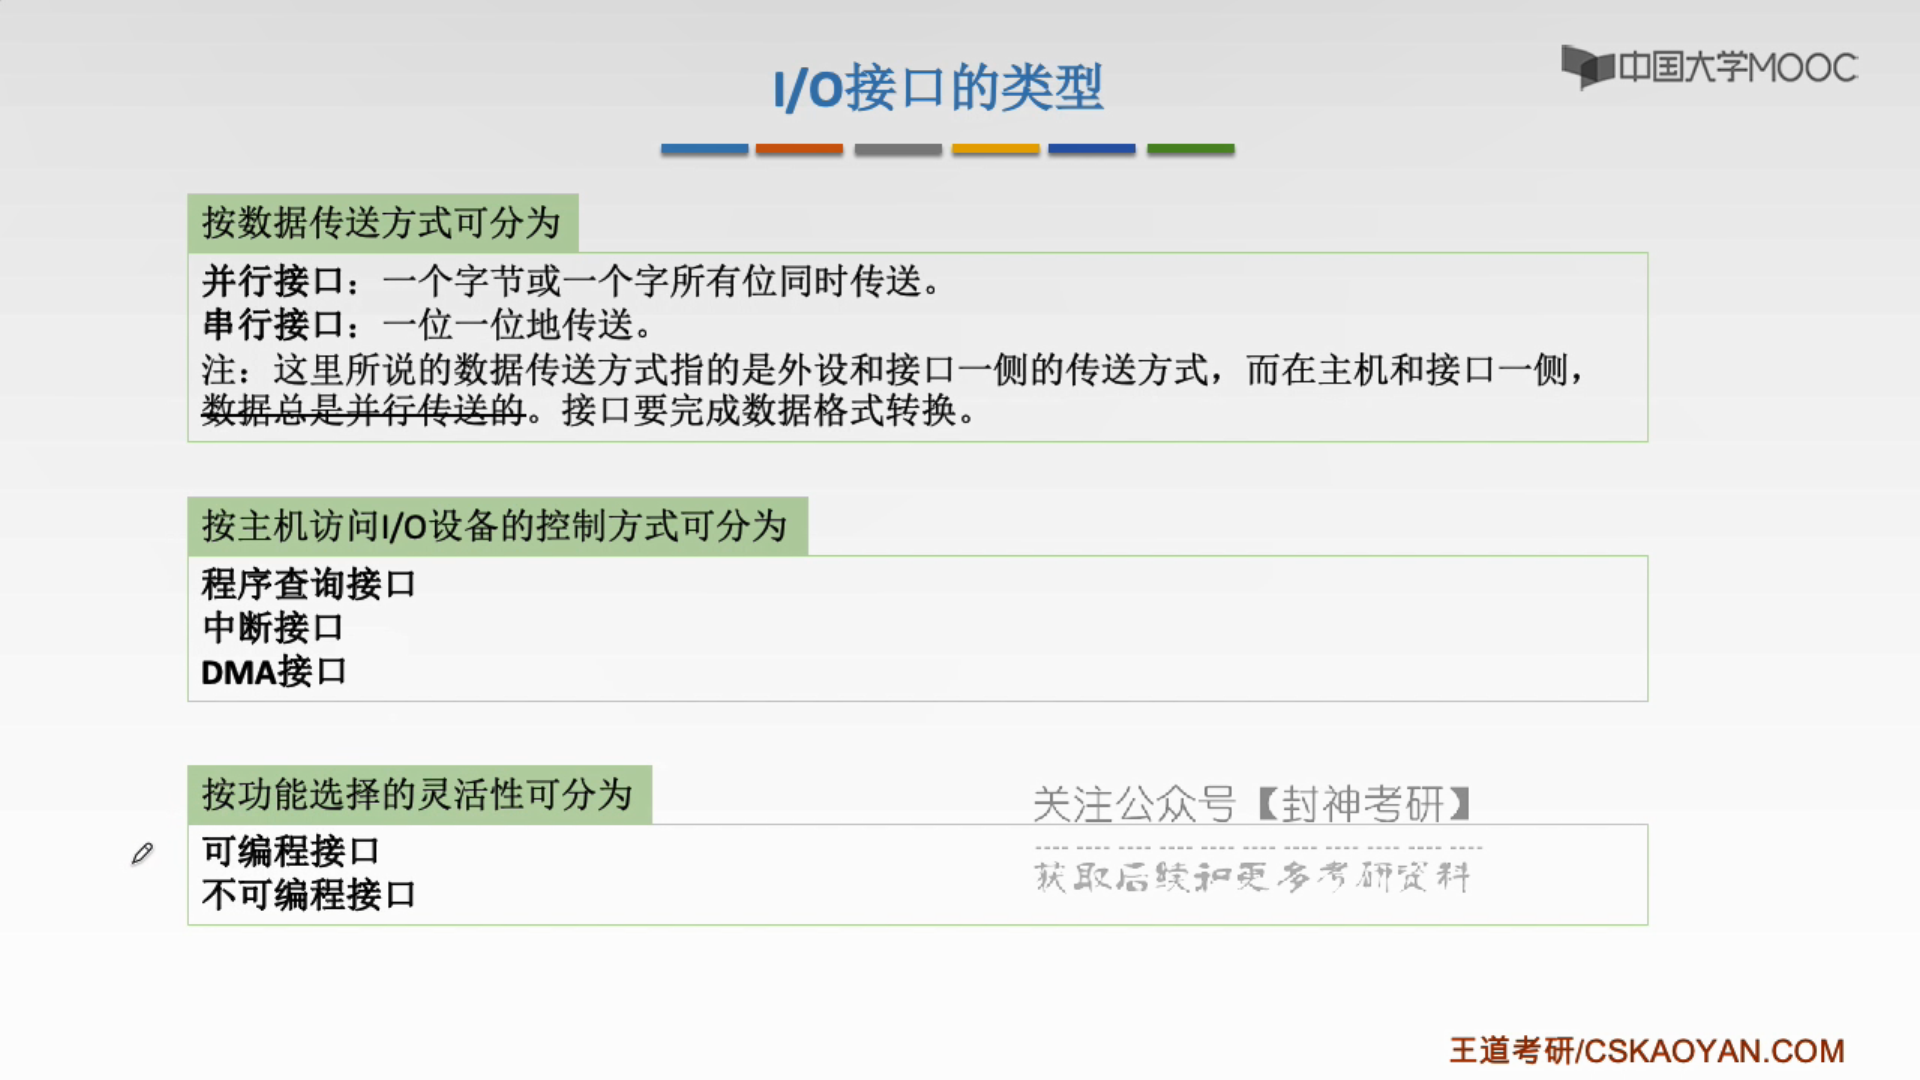 I/O接口的类型
中国大学MOOC
按数据传送方式可分为
并行接口：一个字节或一个字所有位同时传送。
串行接口：一位一位地传送。
注：这里所说的数据传送方式指的是外设和接口一侧的传送方式，而在主机和接口一侧，
数据总是并行传送的。接口要完成数据格式转换。
按主机访问I/O设备的控制方式可分为
程序查询接口
中断接口
DMA接口
按功能选择的灵活性可分为
可编程接口
不可编程接口
关注公众号【封神考研】
获取后续和更多考研资料
王道考研/CSKAOYAN.COM